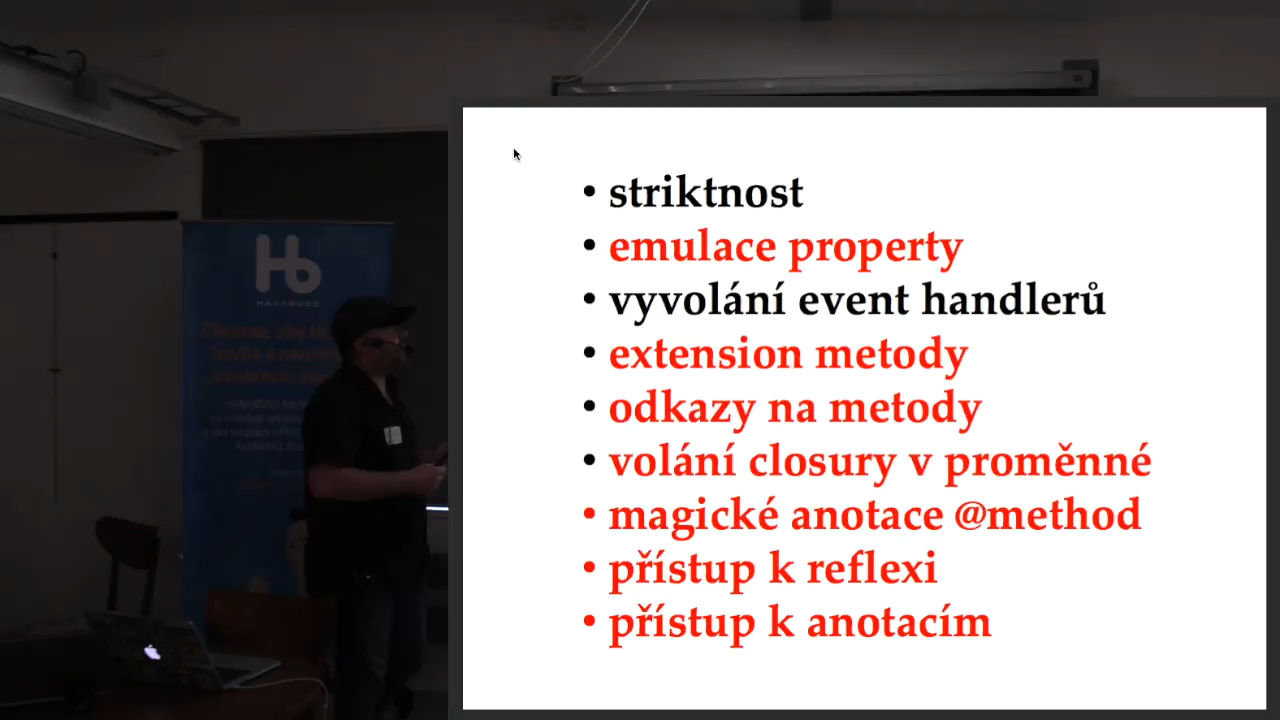 HANABOSO
• striktnost
• emulace property
• vyvolání event handlerů
• extension metody
• odkazy na metody
• volání closury v proměnné
• magické anotace @method
• přístup k reflexi
• přístup k anotacím